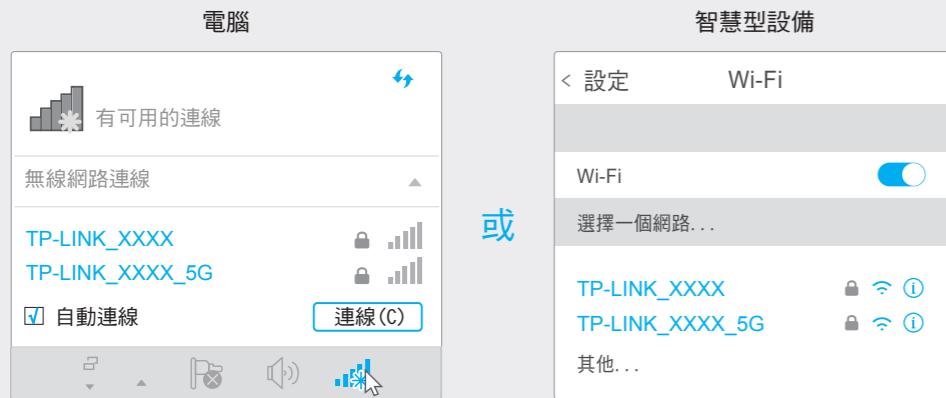 電腦
有可用的連線
無線網路連線
TP-LINK_XXXX
TP-LINK_XXXX_5G
自動連線
連線(C)
或
智慧型設備
< 設定
Wi-Fi
Wi-Fi
選擇一個網路...
TP-LINK_XXXX
TP-LINK_XXXX_5G
其他...